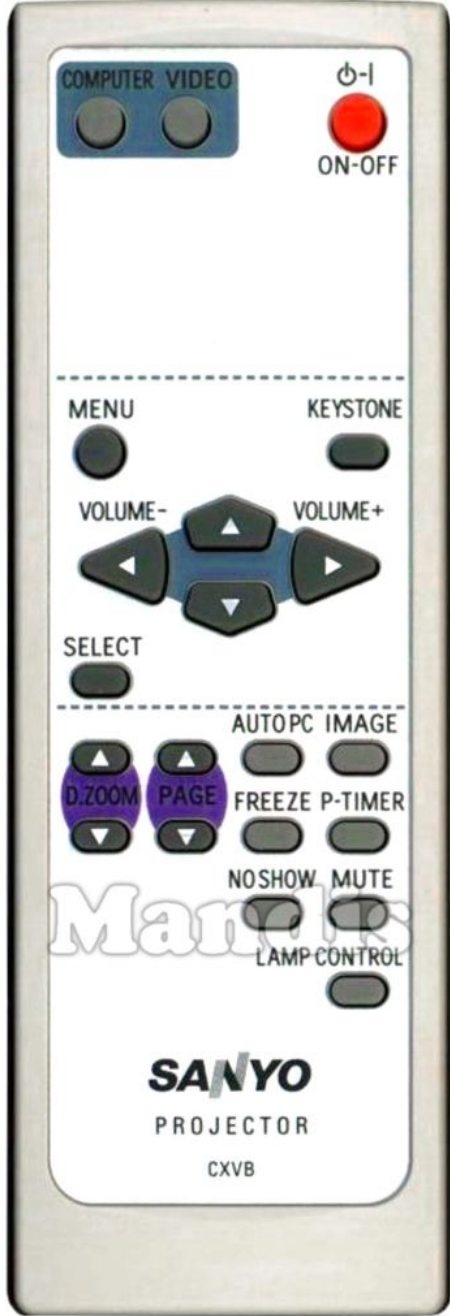 COMPUTER VIDEO
ON-OFF
MENU
KEYSTONE
VOLUME-
VOLUME+
SELECT
AUTO PC IMAGE
D.ZOOM PAGE FREEZE P-TIMER
NO SHOW MUTE
Mandis
LAMP CONTROL
SANYO
PROJECTOR
CXVB